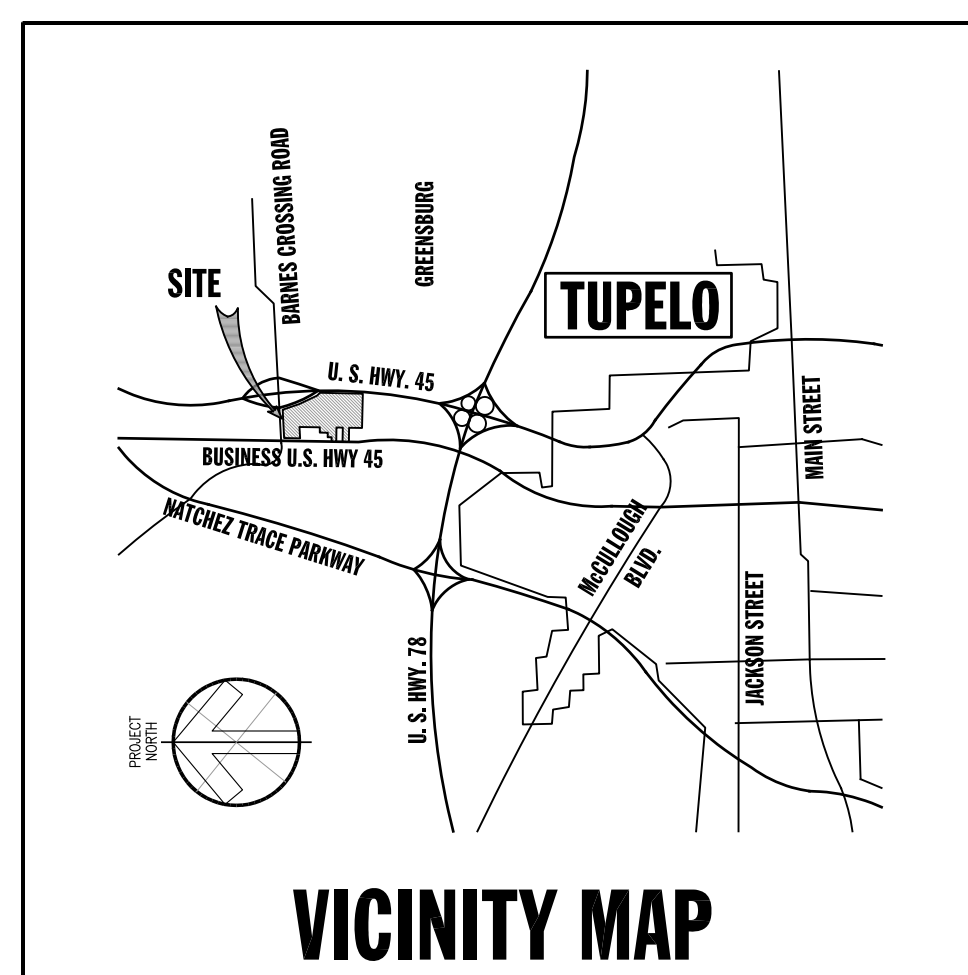 BARNES CROSSING ROAD
GREENSBURG
SITE
TUPELO
U. S. HWY. 45
MAIN STREET
BUSINESS U.S. HWY 45
NATCHEZ TRACE PARKWAY
McCULLOUGH
BLVD.
JACKSON STREET
U. S. HWY. 78
PROJECT
NORTH
VICINITY MAP